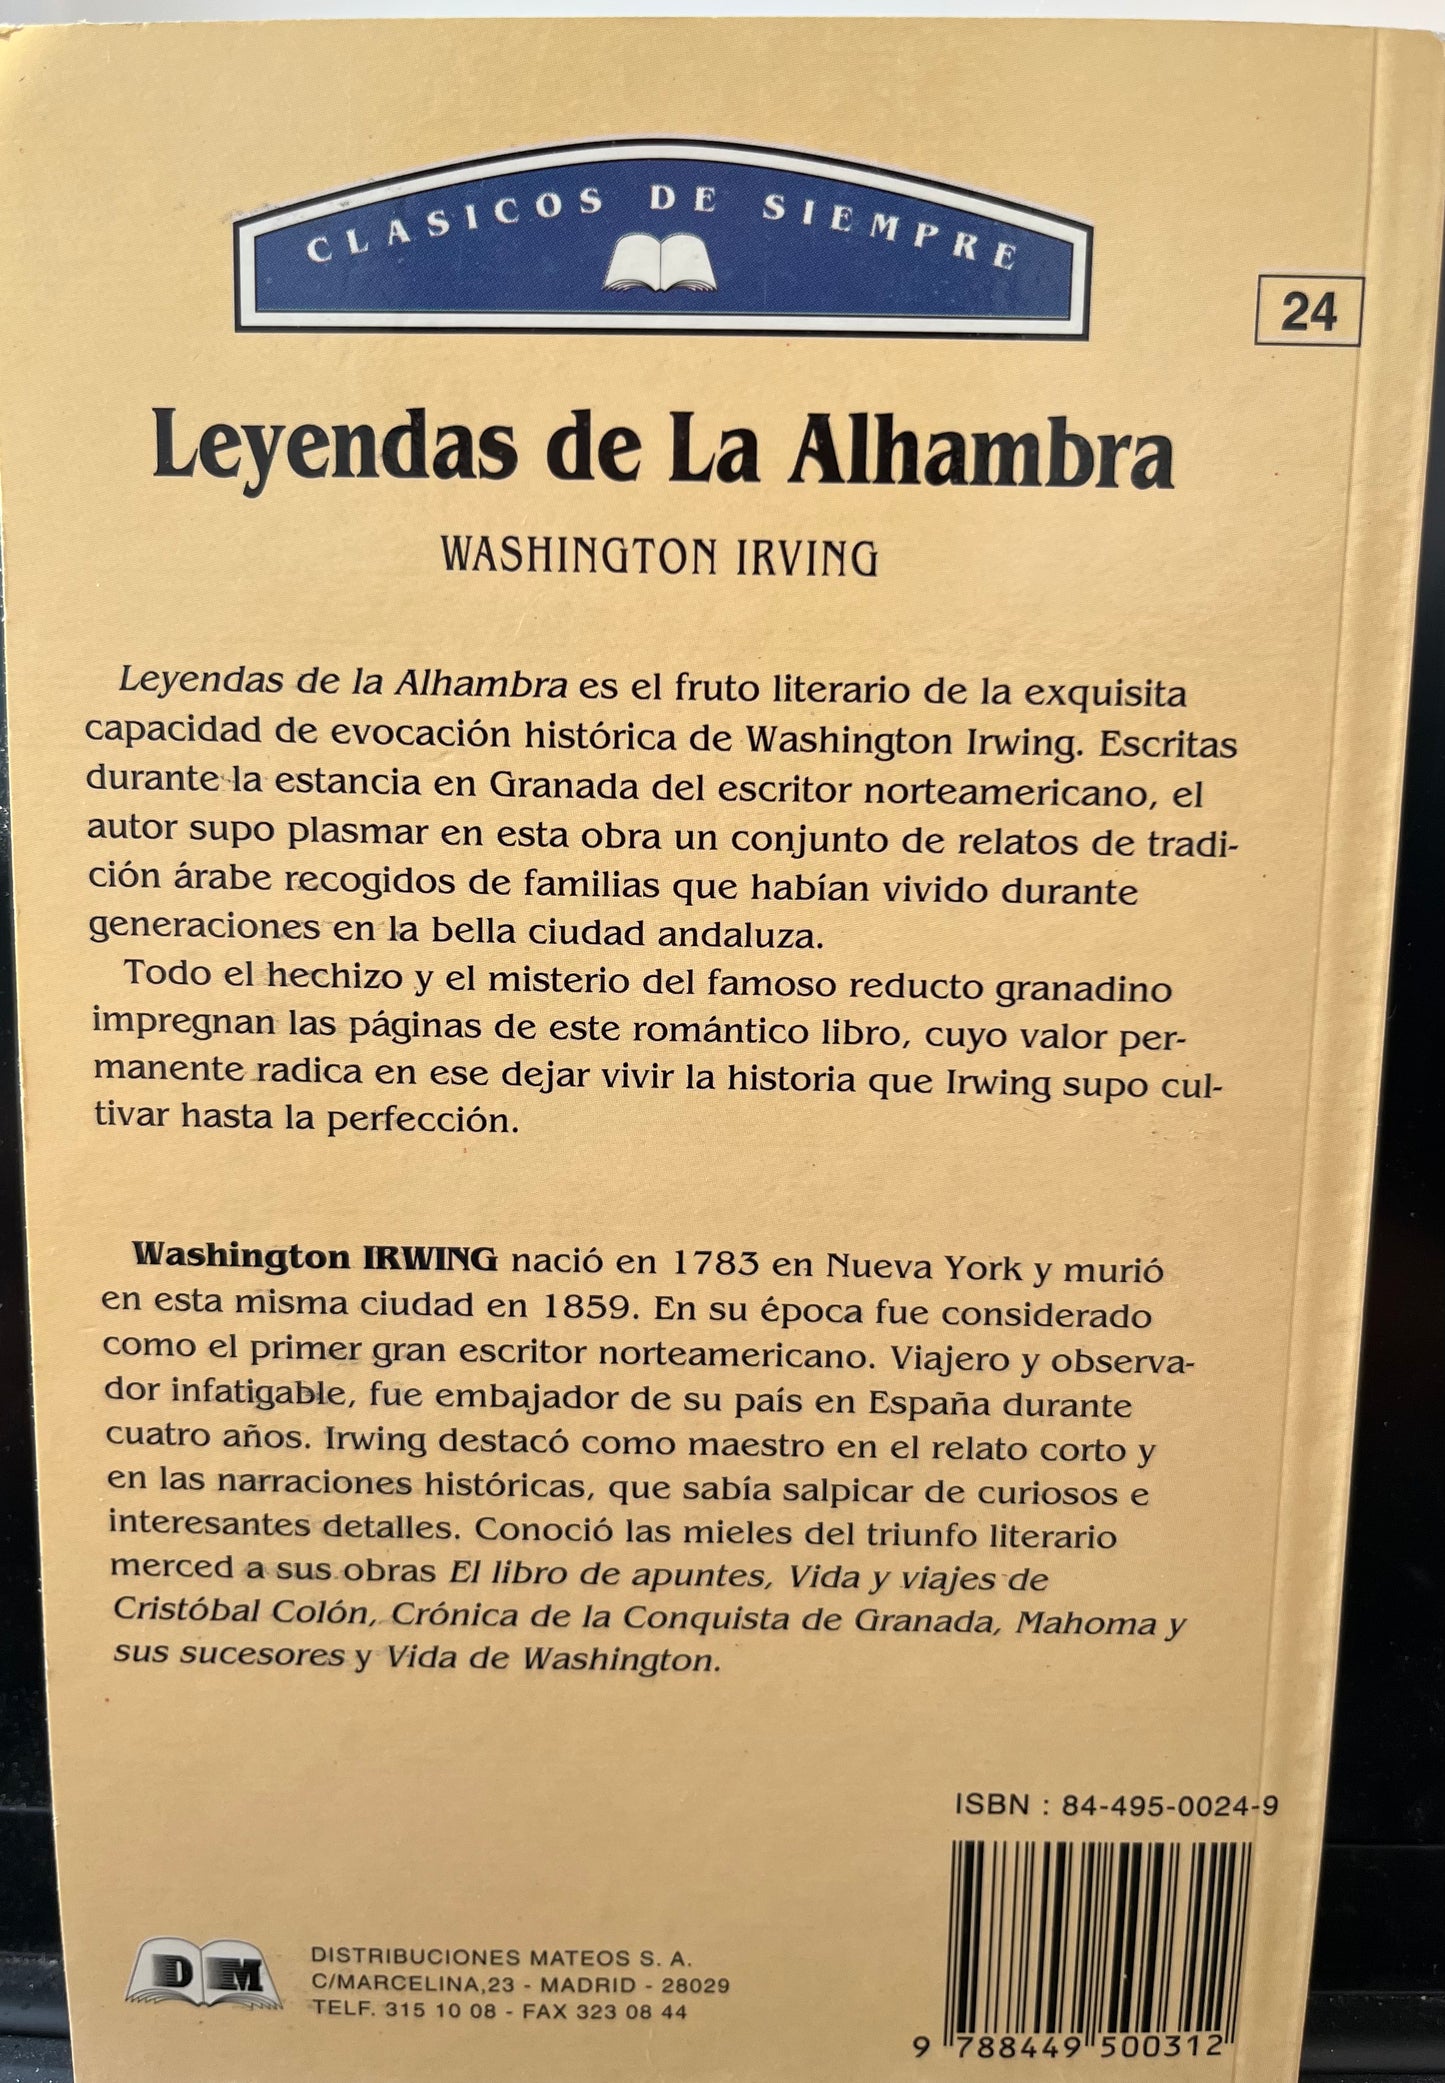 CLASICOS DE SIEMPRE
24
Leyendas de La Alhambra
WASHINGTON IRVING
Leyendas de la Alhambra es el fruto literario de la exquisita
capacidad de evocación histórica de Washington Irwing. Escritas
durante la estancia en Granada del escritor norteamericano, el
autor supo plasmar en esta obra un conjunto de relatos de tradi-
ción árabe recogidos de familias que habían vivido durante
generaciones en la bella ciudad andaluza.
Todo el hechizo y el misterio del famoso reducto granadino
impregnan las páginas de este romántico libro, cuyo valor per-
manente radica en ese dejar vivir la historia que Irwing supo cul-
tivar hasta la perfección.
Washington IRWING nació en 1783 en Nueva York y murió
en esta misma ciudad en 1859. En su época fue considerado
como el primer gran escritor norteamericano. Viajero y observa-
dor infatigable, fue embajador de su país en España durante
cuatro años. Irwing destacó como maestro en el relato corto y
en las narraciones históricas, que sabía salpicar de curiosos e
interesantes detalles. Conoció las mieles del triunfo literario
merced a sus obras El libro de apuntes, Vida y viajes de
Cristóbal Colón, Crónica de la Conquista de Granada, Mahoma y
sus sucesores y Vida de Washington.
ISBN : 84-495-0024-9
9 788449 500312
DM
DISTRIBUCIONES MATEOS S. A.
C/MARCELINA,23 - MADRID - 28029
TELF. 315 10 08 - FAX 323 08 44